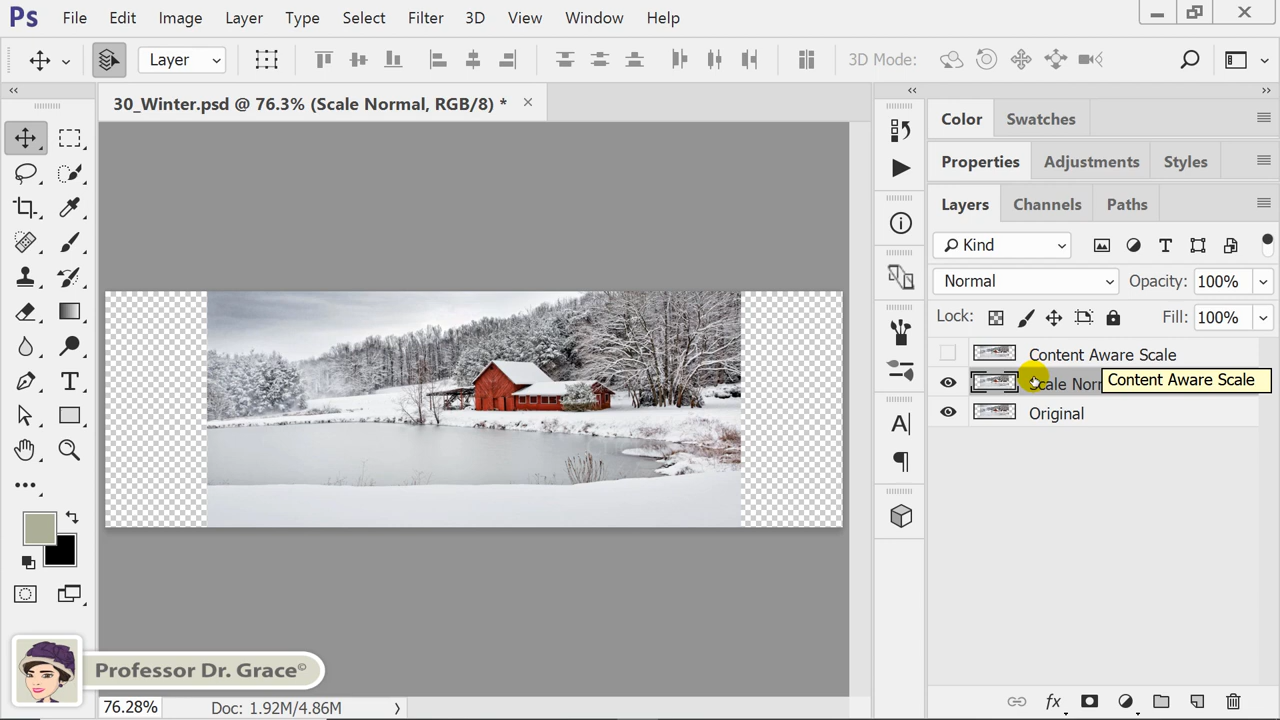 Ps File Edit Image Layer Type Select Filter 3D View Window Help
Layer 3D Mode:
30_Winter.psd @ 76.3% (Scale Normal, RGB/8) *
Color Swatches
Properties Adjustments Styles
Layers Channels Paths
Kind
Normal Opacity: 100%
Lock: Fill: 100%
Content Aware Scale
Scale Nor
Content Aware Scale
Original
Professor Dr. Grace©
76.28% Doc: 1.92M/4.86M